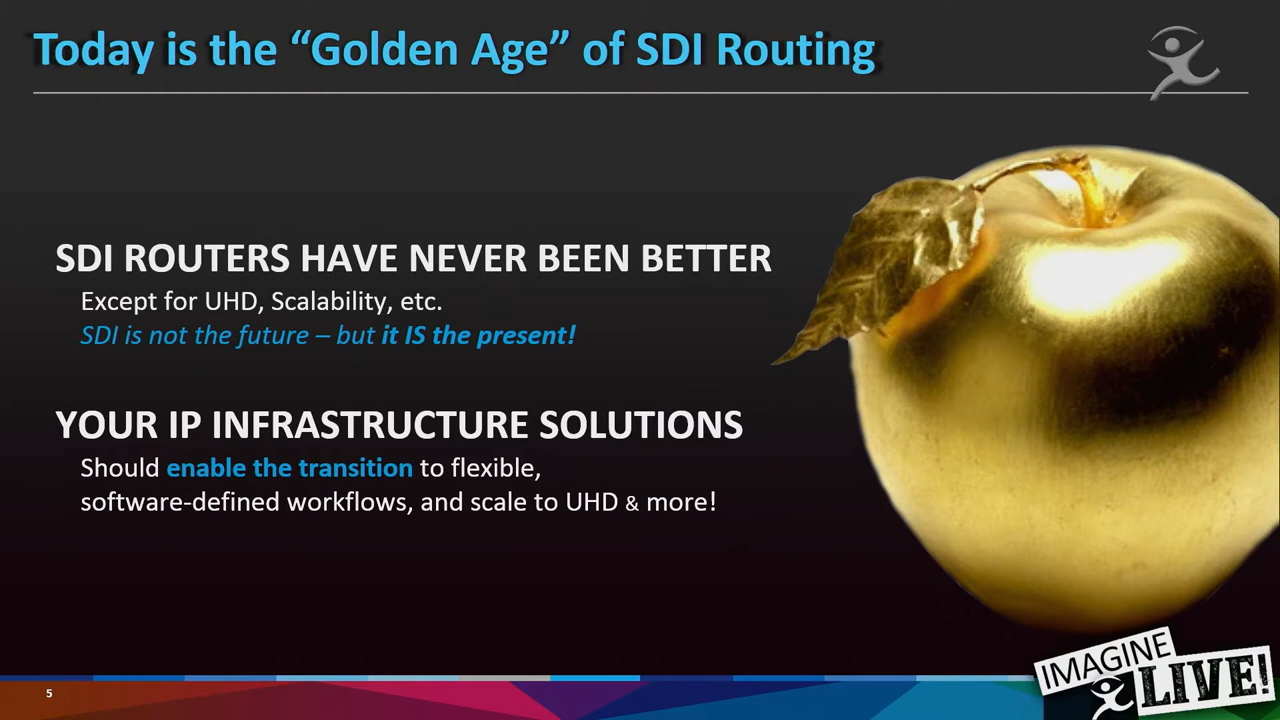 Today is the “Golden Age” of SDI Routing
SDI ROUTERS HAVE NEVER BEEN BETTER
Except for UHD, Scalability, etc.
SDI is not the future – but it IS the present!
YOUR IP INFRASTRUCTURE SOLUTIONS
Should enable the transition to flexible,
software-defined workflows, and scale to UHD & more!
5
IMAGINE
LIVE!